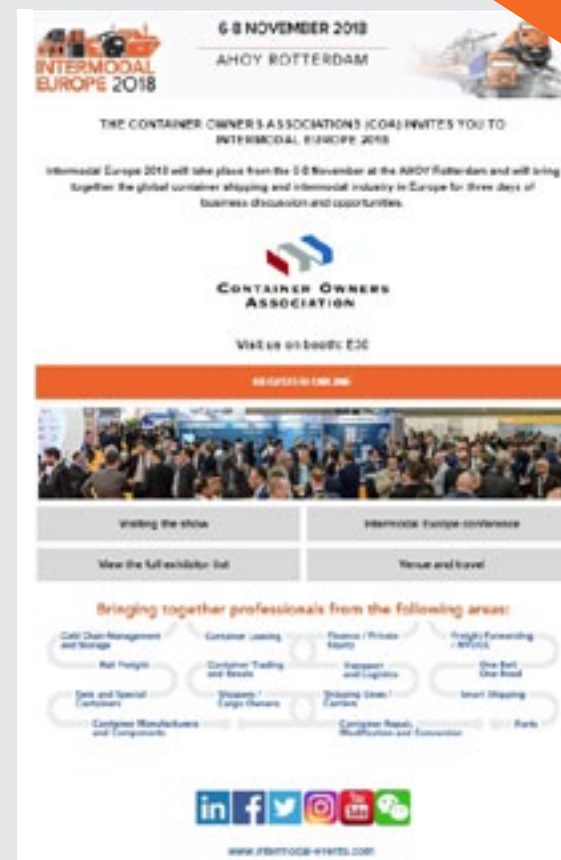 INTERMODAL
EUROPE 2018
6-8 NOVEMBER 2018
AHOY ROTTERDAM
THE CONTAINER OWNERS ASSOCIATIONS (COA) INVITES YOU TO
INTERMODAL EUROPE 2018
Intermodal Europe 2018 will take place from the 6-8 November at the AHOY Rotterdam and will bring
together the global container shipping and intermodal industry in Europe for three days of
business discussion and opportunities.
CONTAINER OWNERS
ASSOCIATION
Visit us on booth: E30
REGISTER ONLINE
Visiting the show
Intermodal Europe conference
View the full exhibitor list
Venue and travel
Bringing together professionals from the following areas:
Cold Chain Management
and Storage
Container Leasing
Finance / Private
Equity
Freight Forwarding
/ NVOCC
Rail Freight
Container Trading
and Resale
Transport
and Logistics
One Belt
One Road
Tank and Special
Containers
Shippers /
Cargo Owners
Shipping Lines /
Carriers
Smart Shipping
Container Manufacturers
and Components
Container Repair,
Modification and Conversion
Ports
in
f
You
Tube
www.intermodal-events.com